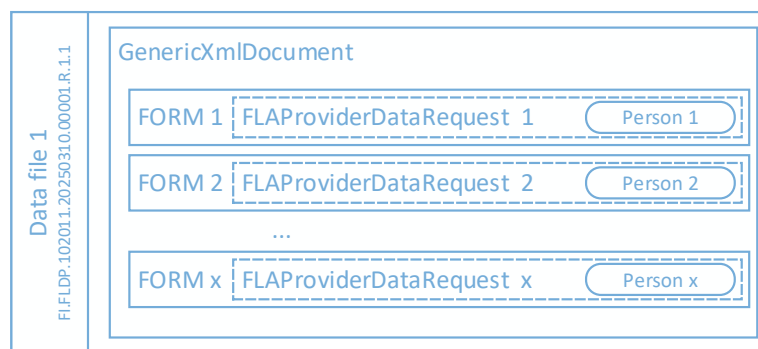 Data file 1
FI.FLDP.102011.20250310.00001.R.1.1
GenericXmlDocument
FORM 1 FLAProviderDataRequest 1 Person 1
FORM 2 FLAProviderDataRequest 2 Person 2
...
FORM x FLAProviderDataRequest x Person x